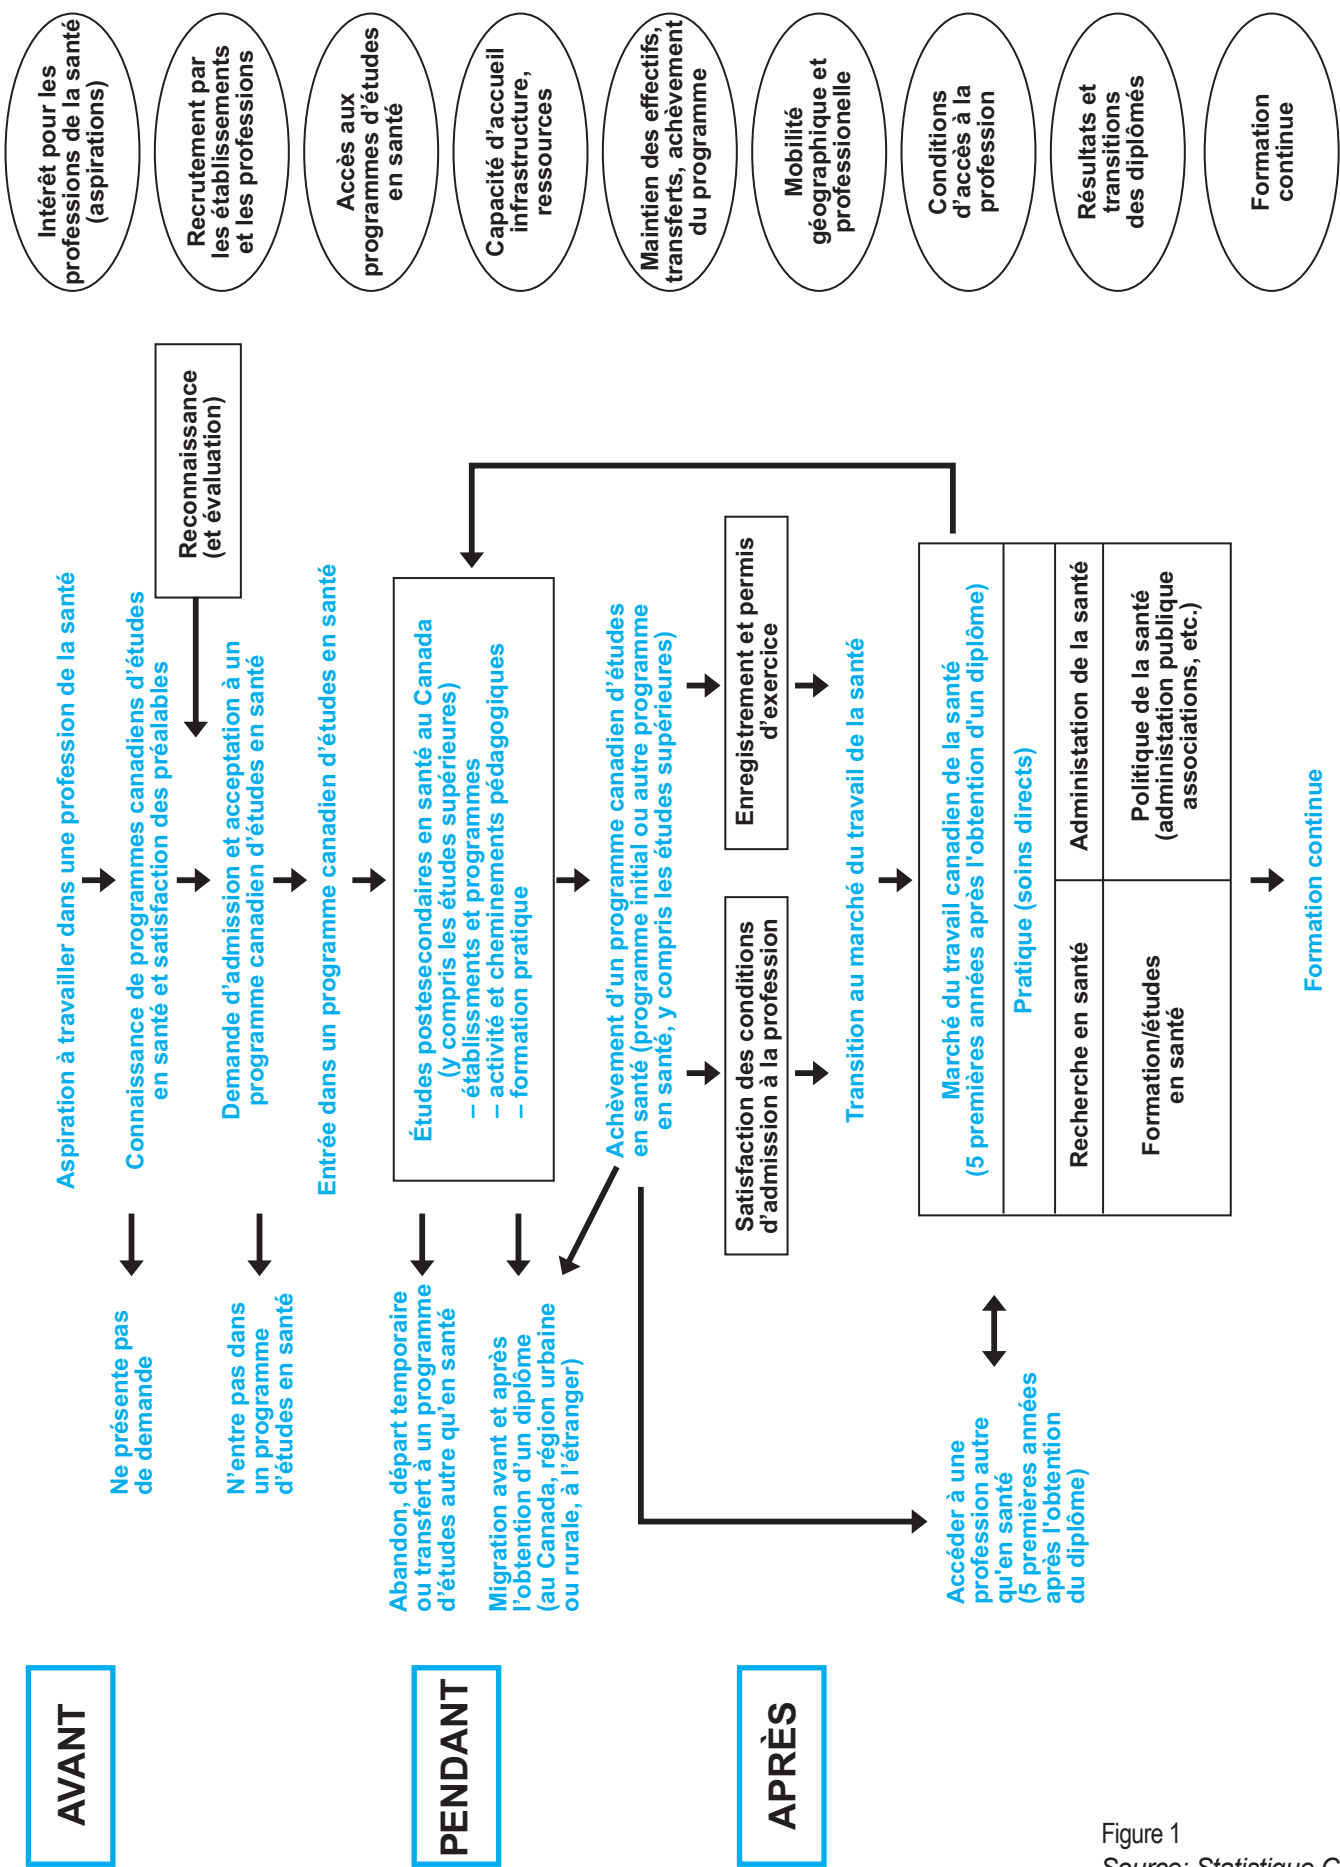 AVANT
Aspiration à travailler dans une profession de la santé
Ne présente pas
de demande
Connaissance de programmes canadiens d'études
en santé et satisfaction des préalables
Reconnaissance
(et évaluation)
N'entre pas dans
un programme
d'études en santé
Demande d'admission et acceptation à un
programme canadien d'études en santé
Entrée dans un programme canadien d'études en santé
PENDANT
Abandon, départ temporaire
ou transfert à un programme
d'études autre qu'en santé
Migration avant et après
l'obtention d'un diplôme
(au Canada, région urbaine
ou rurale, à l'étranger)
Études postesecondaires en santé au Canada
(y compris les études supérieures)
– établissments et programmes
– activité et cheminements pédagogiques
– formation pratique
Achèvement d'un programme canadien d'études
en santé (programme initial ou autre programme
en santé, y compris les études supérieures)
APRÈS
Satisfaction des conditions
d'admission à la profession
Enregistrement et permis
d'exercice
Transition au marché du travail de la santé
Accéder à une
profession autre
qu'en santé
(5 premières années
après l'obtention
du diplôme)
Marché du travail canadien de la santé
(5 premières années après l'obtention d'un diplôme)
Pratique (soins directs)
Recherche en santé
Administation de la santé
Formation/études
en santé
Politique de la santé
(administation publique
associations, etc.)
Formation continue
Intérêt pour les
professions de la santé
(aspirations)
Recrutement par
les établissements
et les professions
Accès aux
programmes d'études
en santé
Capacité d'accueil
infrastructure,
ressources
Maintien des effectifs,
transferts, achèvement
du programme
Mobilité
géographique et
professionelle
Conditions
d'accès à la
profession
Résultats et
transitions
des diplômés
Formation
continue
Figure 1
Source: Statistique